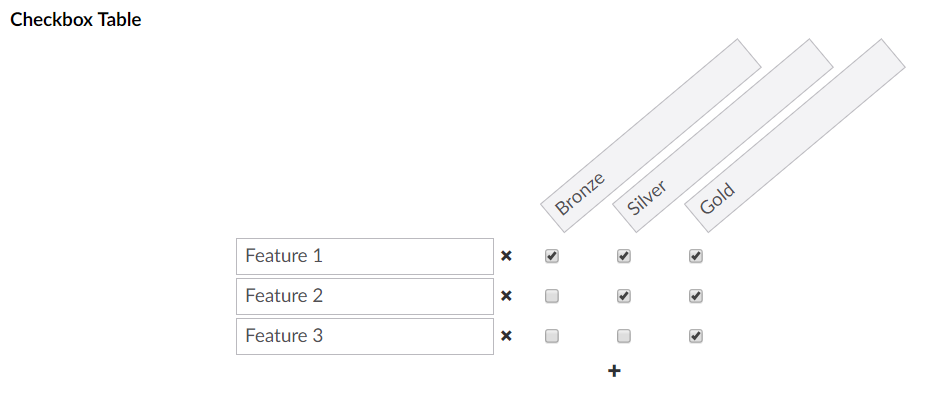 Checkbox Table
Bronze
Silver
Gold
Feature 1
Feature 2
Feature 3